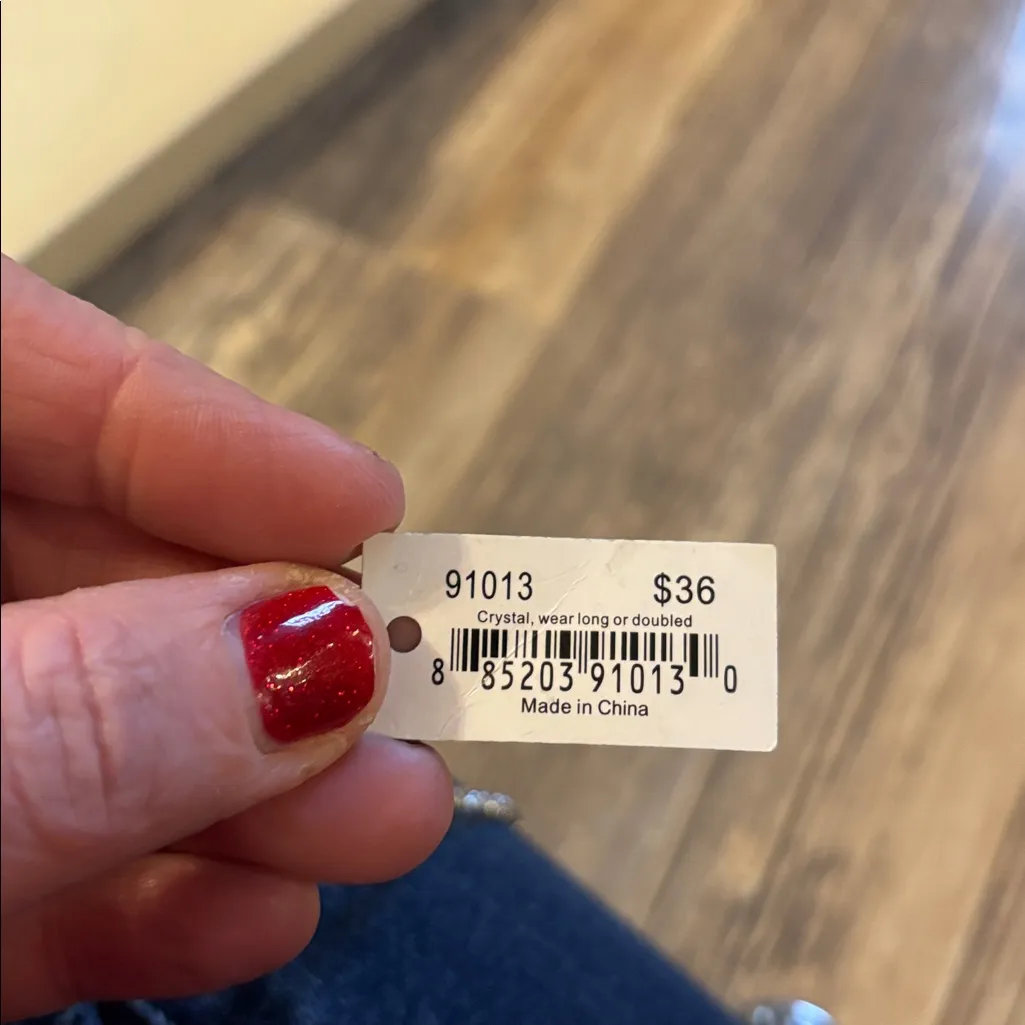 91013 $36
Crystal, wear long or doubled
8 85203 91013 0
Made in China